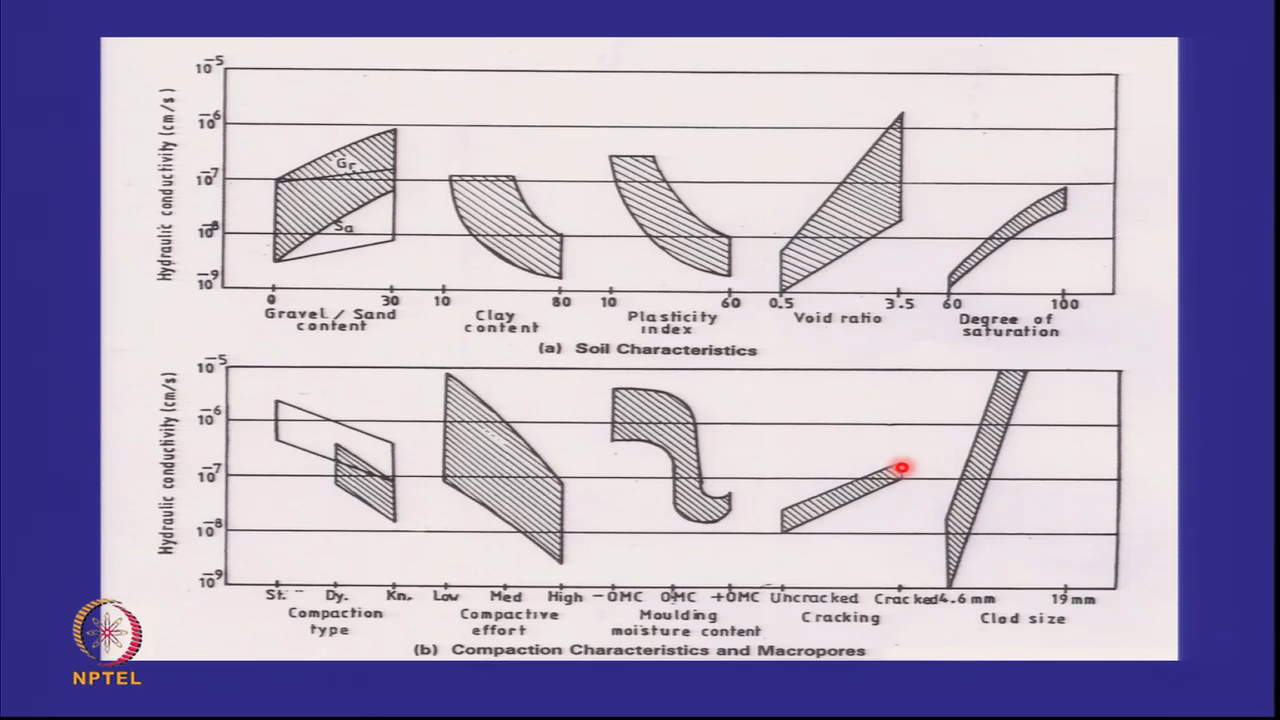 Hydraulic conductivity (cm/s)
10⁻⁵
10⁻⁶
10⁻⁷
10⁻⁸
10⁻⁹
Gr
Sa
0 30 10 80 10 60 0.5 3.5 60 100
Gravel / Sand content
Clay content
Plasticity index
Void ratio
Degree of saturation
(a) Soil Characteristics
Hydraulic conductivity (cm/s)
10⁻⁵
10⁻⁶
10⁻⁷
10⁻⁸
10⁻⁹
St. Dy. Kn. Low Med High -OMC OMC +OMC Uncracked Cracked 4.6 mm 19 mm
Compaction type
Compactive effort
Moulding moisture content
Cracking
Clod size
(b) Compaction Characteristics and Macropores
NPTEL